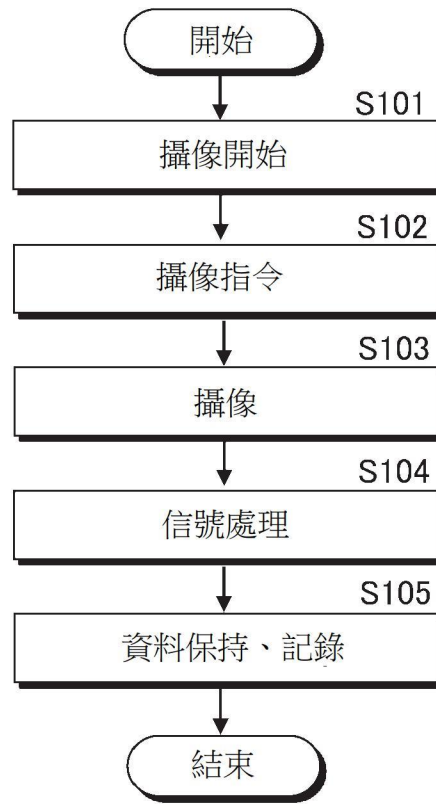 開始
S101
攝像開始
S102
攝像指令
S103
攝像
S104
信號處理
S105
資料保持、記錄
結束